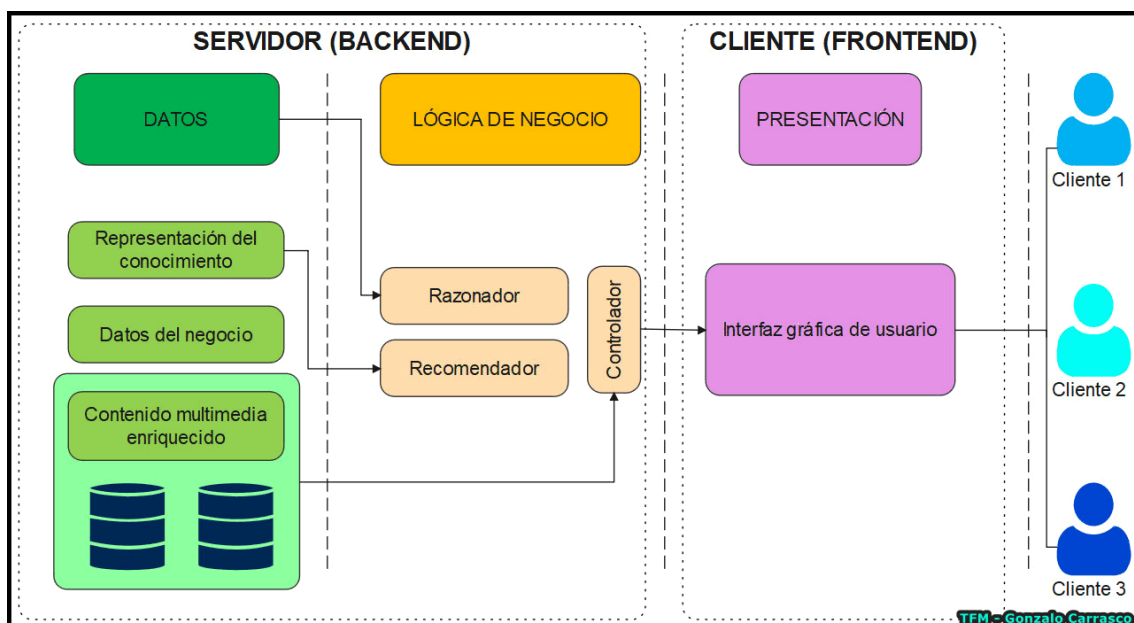 SERVIDOR (BACKEND)
CLIENTE (FRONTEND)
DATOS
LÓGICA DE NEGOCIO
PRESENTACIÓN
Cliente 1
Representación del
conocimiento
Razonador
Controlador
Interfaz gráfica de usuario
Datos del negocio
Recomendador
Cliente 2
Contenido multimedia
enriquecido
Cliente 3
TFM - Gonzalo Carrasco